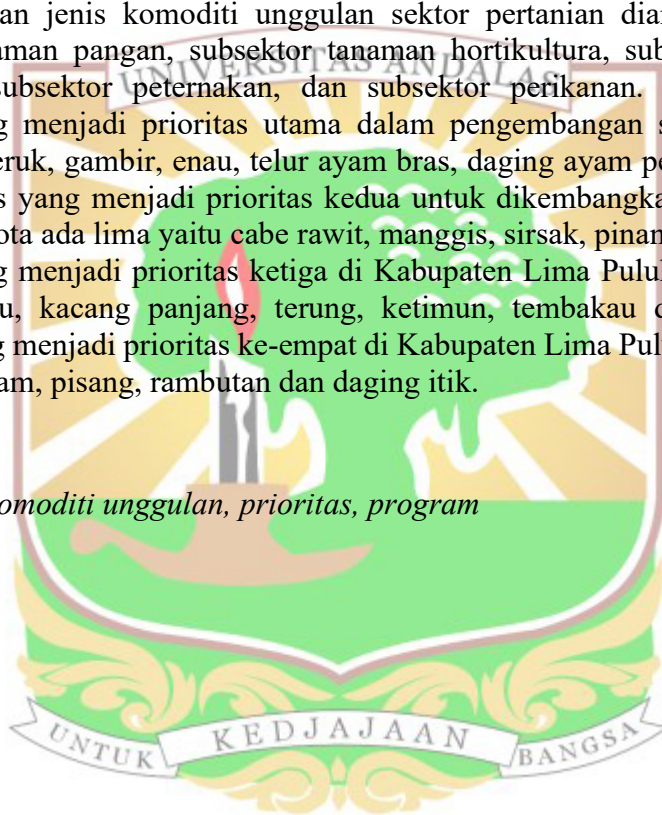 an jenis komoditi unggulan sektor pertanian
aman pangan, subsektor tanaman hortikultura,
UNIVERSITAS ANDALAS
subsektor peternakan, dan subsektor perikanan.
g menjadi prioritas utama dalam pengembangan s
eruk, gambir, enau, telur ayam bras, daging ayam pe
s yang menjadi prioritas kedua untuk dikembangka
ota ada lima yaitu cabe rawit, manggis, sirsak, pinan
g menjadi prioritas ketiga di Kabupaten Lima Pulu
u, kacang panjang, terung, ketimun, tembakau d
g menjadi prioritas ke-empat di Kabupaten Lima Pul
am, pisang, rambutan dan daging itik.
omoditi unggulan, prioritas, program
UNTUK KEDJAJAAN BANGSA